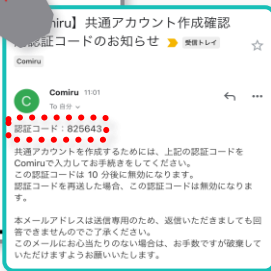 miru】共通アカウント作成確認
認証コードのお知らせ
受信トレイ
Comiru
C
Comiru 11:01
To 自分
認証コード：825643
共通アカウントを作成するためには、上記の認証コードを
Comiruで入力してお手続きをしてください。
この認証コードは 10 分後に無効になります。
認証コードを再送した場合、この認証コードは無効になりま
す。
本メールアドレスは送信専用のため、返信いただきましても回
答できませんのでご了承ください。
このメールにお心当たりのない場合は、お手数ですが破棄して
いただけますようお願いいたします。